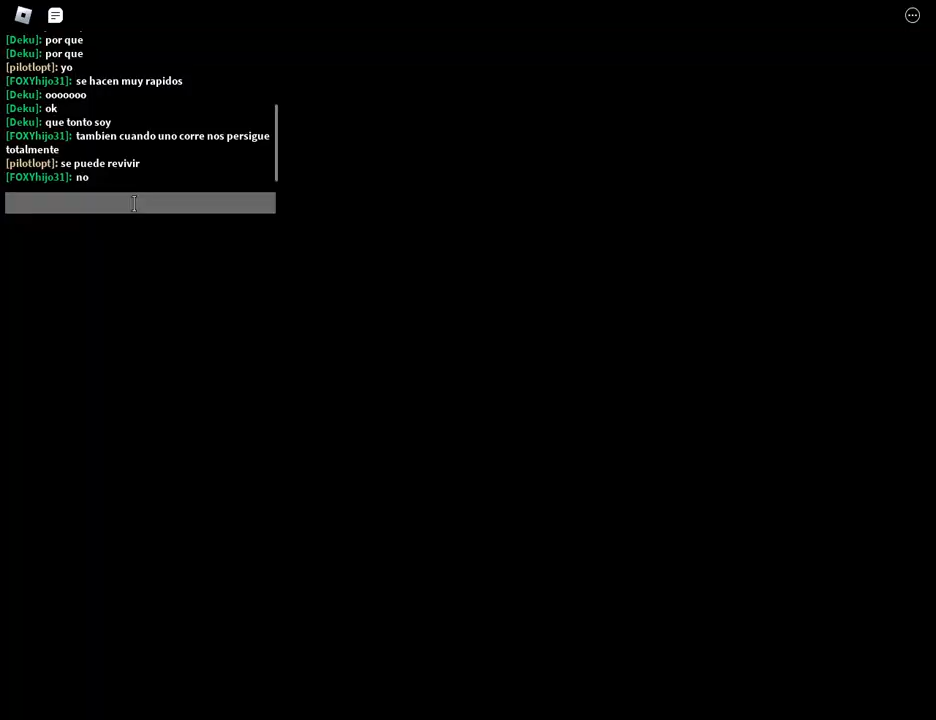 [Deku]: por que
[Deku]: por que
[pilotlopt]: yo
[FOXYhijo31]: se hacen muy rapidos
[Deku]: ooooooo
[Deku]: ok
[Deku]: que tonto soy
[FOXYhijo31]: tambien cuando uno corre nos persigue
totalmente
[pilotlopt]: se puede revivir
[FOXYhijo31]: no